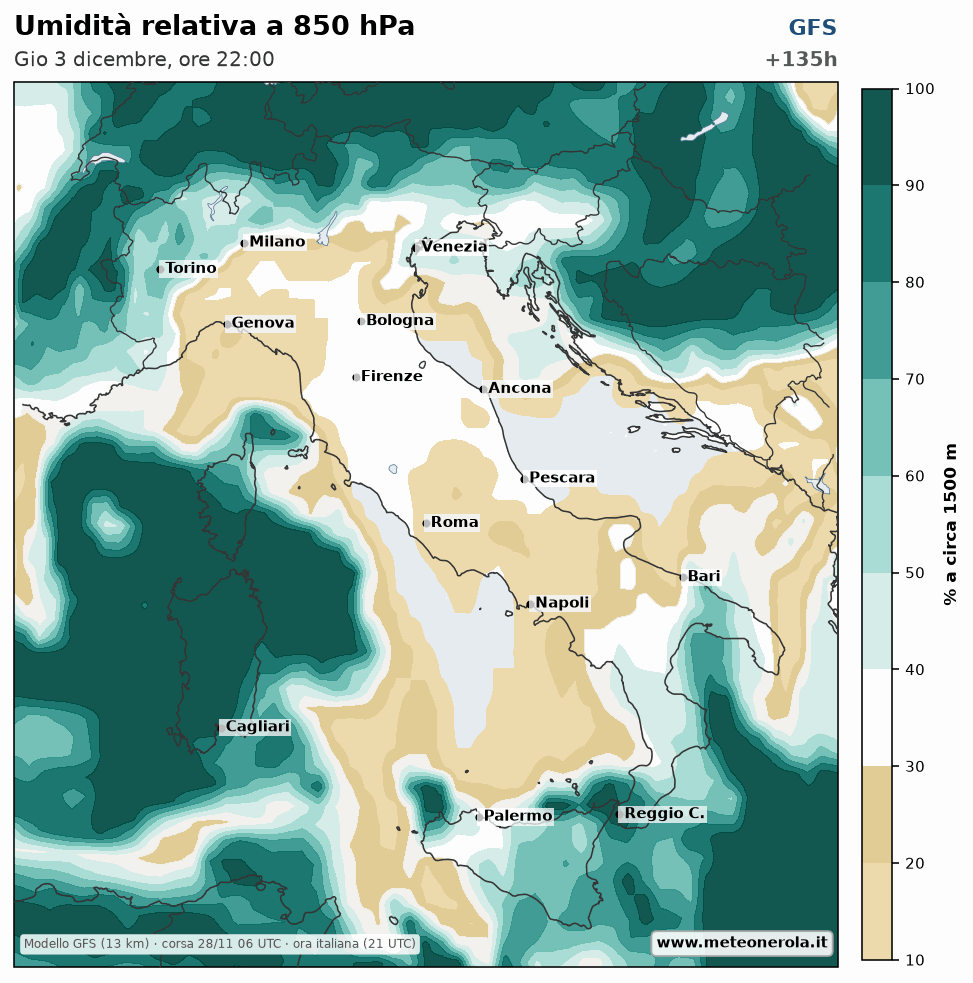 Umidità relativa a 850 hPa
GFS
Gio 3 dicembre, ore 22:00
+135h
100
90
80
70
60
50
40
30
20
10
% a circa 1500 m
Milano
Venezia
Torino
Genova
Bologna
Firenze
Ancona
Pescara
Roma
Bari
Napoli
Cagliari
Palermo
Reggio C.
Modello GFS (13 km) · corsa 28/11 06 UTC · ora italiana (21 UTC)
www.meteonerola.it